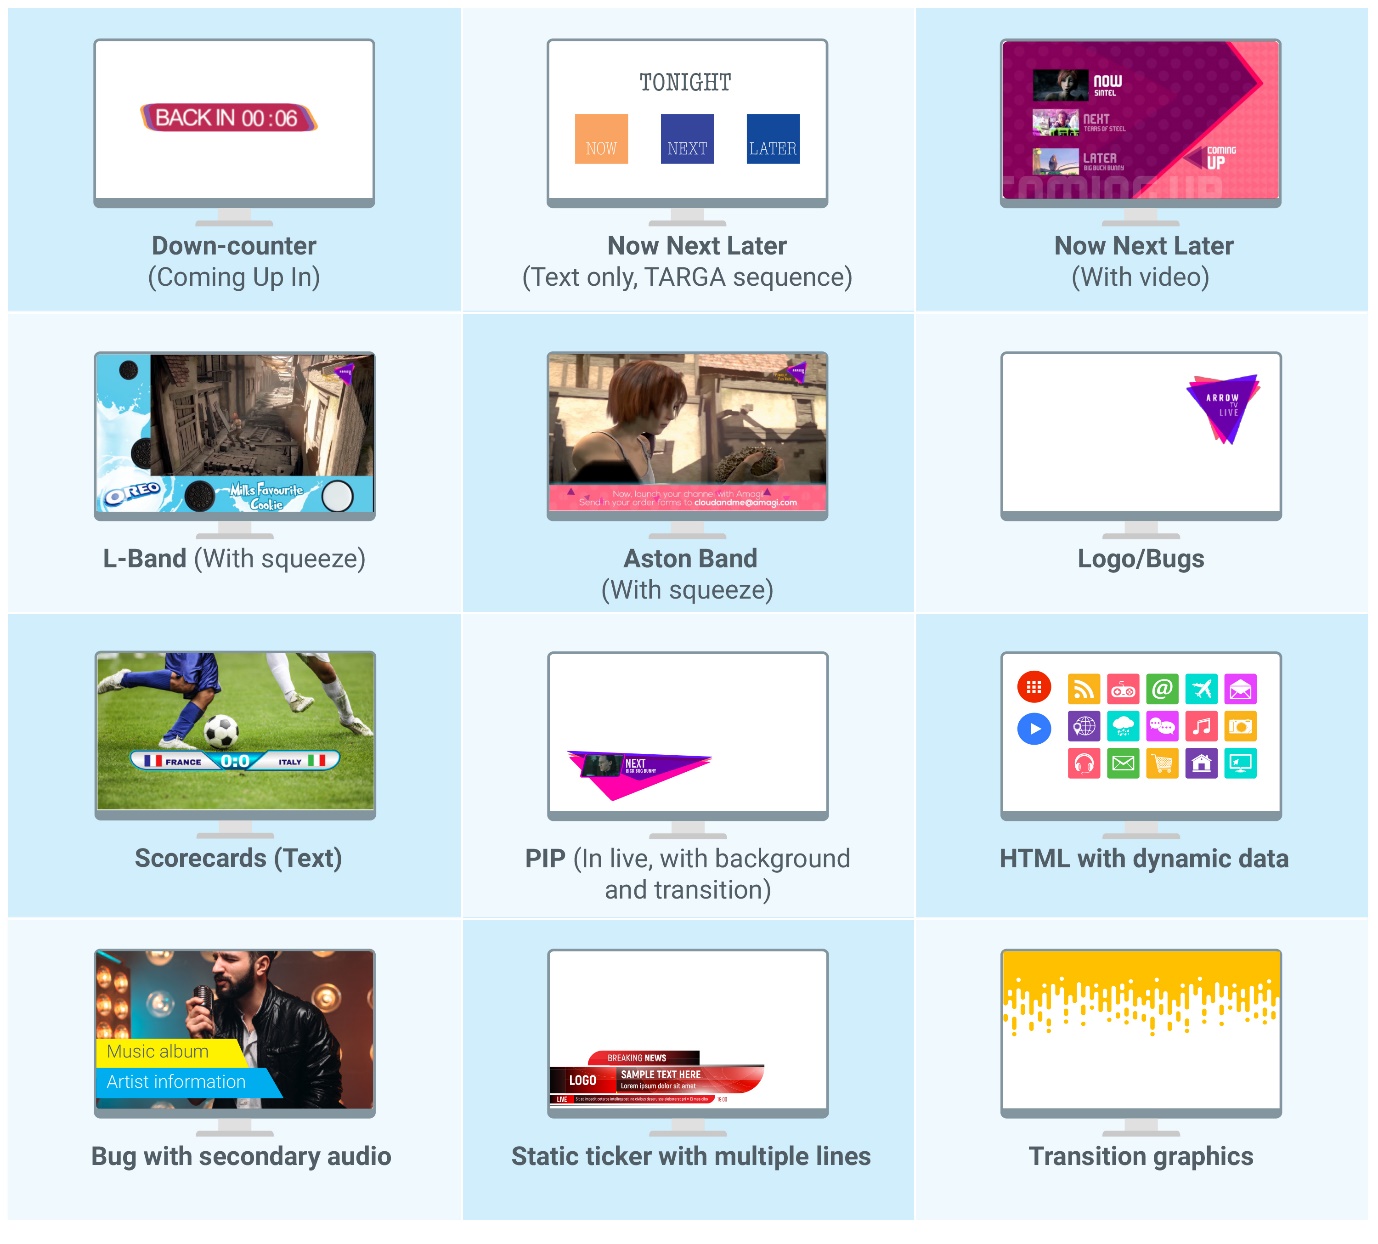 BACK IN 00:06
Down-counter
(Coming Up In)
TONIGHT
NOW
NEXT
LATER
Now Next Later
(Text only, TARGA sequence)
NOW
SINTEL
NEXT
TEARS OF STEEL
LATER
BIG BUCK BUNNY
COMING
UP
COMING UP
Now Next Later
(With video)
OREO
Milk's Favourite
Cookie
L-Band (With squeeze)
Now, launch your channel with Amagi
Send in your order forms to cloudandme@amagi.com
Aston Band
(With squeeze)
ARROW
TV
LIVE
Logo/Bugs
FRANCE 0:0 ITALY
Scorecards (Text)
NEXT
BIG BUCK BUNNY
PIP (In live, with background
and transition)
@
HTML with dynamic data
Music album
Artist information
Bug with secondary audio
BREAKING NEWS
LOGO
SAMPLE TEXT HERE
Lorem ipsum dolor sit amet
LIVE
Static ticker with multiple lines
Transition graphics